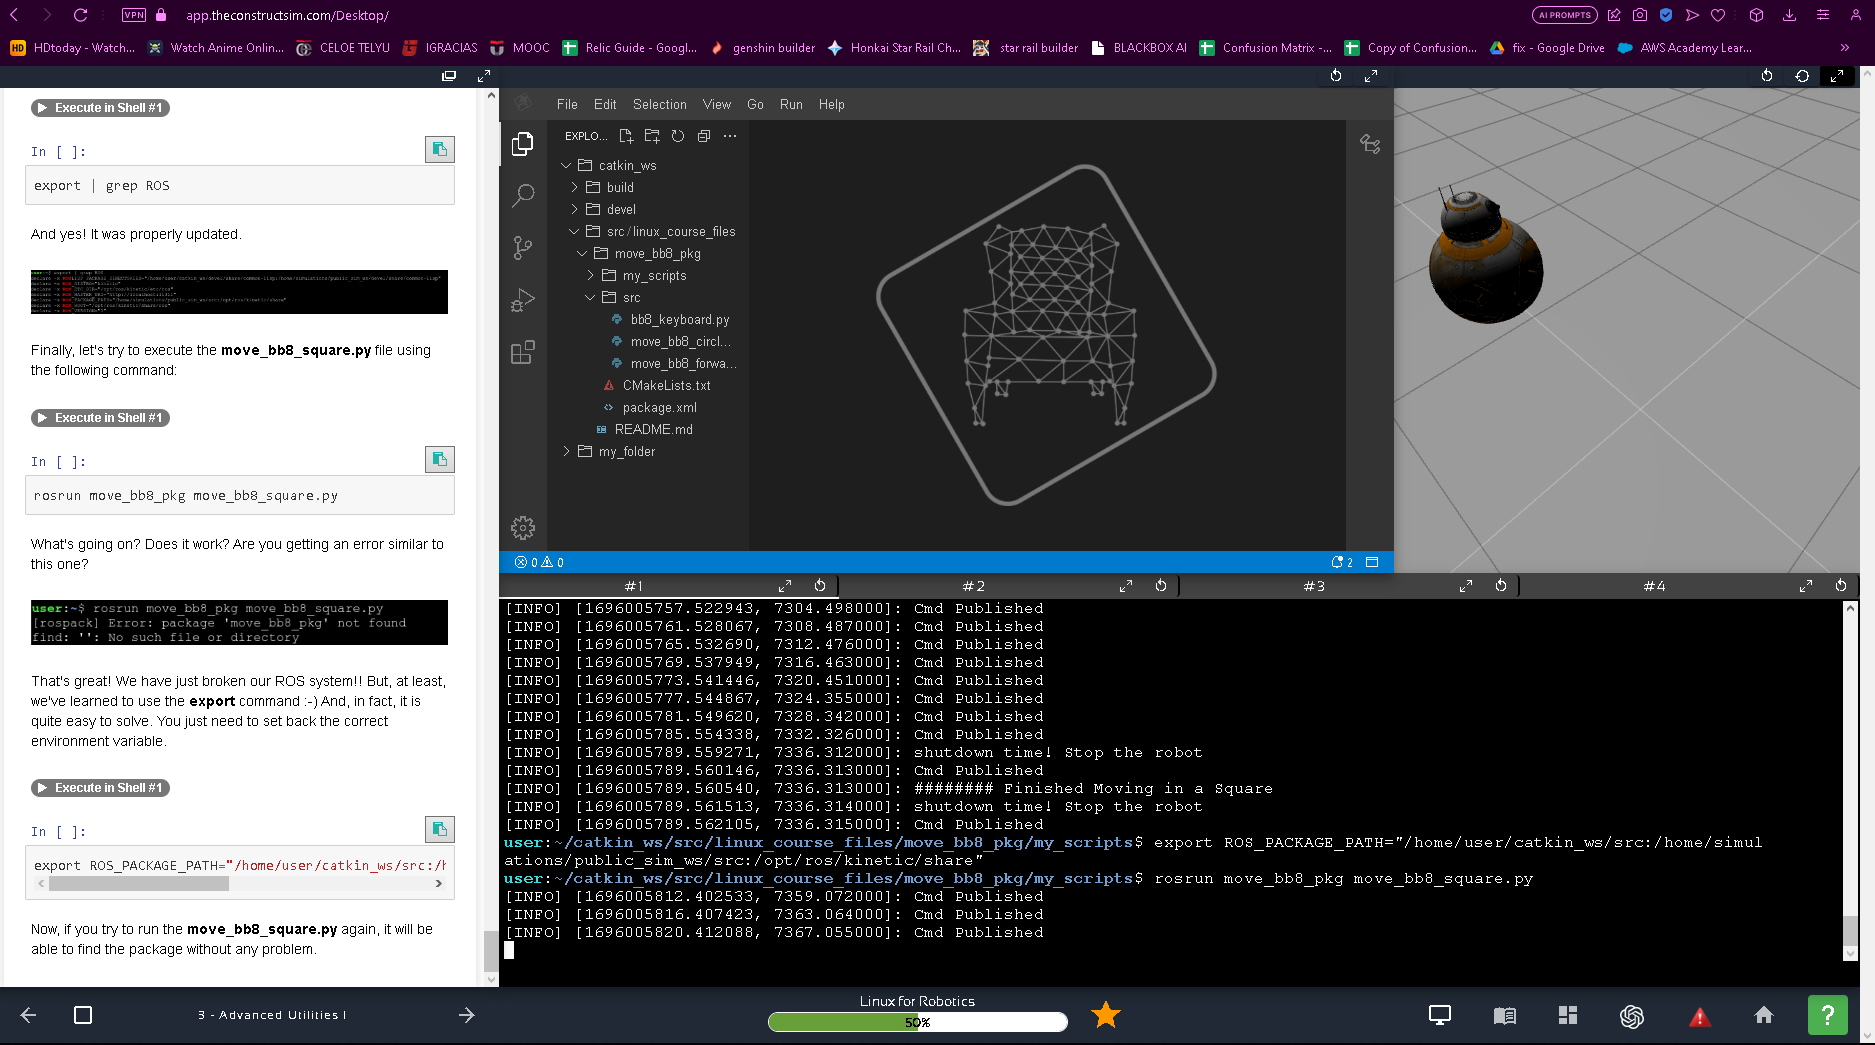 VPN
app.theconstructsim.com/Desktop/
AI PROMPTS
HDtoday - Watch...
Watch Anime Onlin...
CELOE TELYU
IGRACIAS
MOOC
Relic Guide - Googl...
genshin builder
Honkai Star Rail Ch...
star rail builder
BLACKBOX AI
Confusion Matrix -...
Copy of Confusion...
fix - Google Drive
AWS Academy Lear...
Execute in Shell #1
In [ ]:
export | grep ROS
And yes! It was properly updated.
Finally, let's try to execute the move_bb8_square.py file using
the following command:
Execute in Shell #1
In [ ]:
rosrun move_bb8_pkg move_bb8_square.py
What's going on? Does it work? Are you getting an error similar to
this one?
user:~$ rosrun move_bb8_pkg move_bb8_square.py
[rospack] Error: package 'move_bb8_pkg' not found
find: '': No such file or directory
That's great! We have just broken our ROS system!! But, at least,
we've learned to use the export command :-) And, in fact, it is
quite easy to solve. You just need to set back the correct
environment variable.
Execute in Shell #1
In [ ]:
export ROS_PACKAGE_PATH="/home/user/catkin_ws/src:/h
Now, if you try to run the move_bb8_square.py again, it will be
able to find the package without any problem.
File Edit Selection View Go Run Help
EXPLO...
catkin_ws
build
devel
src/linux_course_files
move_bb8_pkg
my_scripts
src
bb8_keyboard.py
move_bb8_circl...
move_bb8_forwa...
CMakeLists.txt
package.xml
README.md
my_folder
0 0
2
#1
#2
#3
#4
[INFO] [1696005757.522943, 7304.498000]: Cmd Published
[INFO] [1696005761.528067, 7308.487000]: Cmd Published
[INFO] [1696005765.532690, 7312.476000]: Cmd Published
[INFO] [1696005769.537949, 7316.463000]: Cmd Published
[INFO] [1696005773.541446, 7320.451000]: Cmd Published
[INFO] [1696005777.544867, 7324.355000]: Cmd Published
[INFO] [1696005781.549620, 7328.342000]: Cmd Published
[INFO] [1696005785.554338, 7332.326000]: Cmd Published
[INFO] [1696005789.559271, 7336.312000]: shutdown time! Stop the robot
[INFO] [1696005789.560146, 7336.313000]: Cmd Published
[INFO] [1696005789.560540, 7336.313000]: ######## Finished Moving in a Square
[INFO] [1696005789.561513, 7336.314000]: shutdown time! Stop the robot
[INFO] [1696005789.562105, 7336.315000]: Cmd Published
user:~/catkin_ws/src/linux_course_files/move_bb8_pkg/my_scripts$ export ROS_PACKAGE_PATH="/home/user/catkin_ws/src:/home/simul
ations/public_sim_ws/src:/opt/ros/kinetic/share"
user:~/catkin_ws/src/linux_course_files/move_bb8_pkg/my_scripts$ rosrun move_bb8_pkg move_bb8_square.py
[INFO] [1696005812.402533, 7359.072000]: Cmd Published
[INFO] [1696005816.407423, 7363.064000]: Cmd Published
[INFO] [1696005820.412088, 7367.055000]: Cmd Published
3 - Advanced Utilities I
Linux for Robotics
50%
?